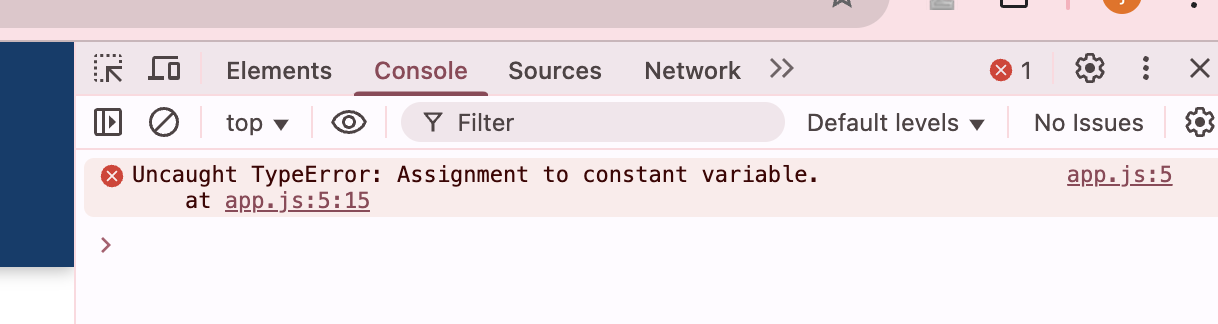 Elements Console Sources Network 1
top Filter Default levels No Issues
Uncaught TypeError: Assignment to constant variable. app.js:5
at app.js:5:15